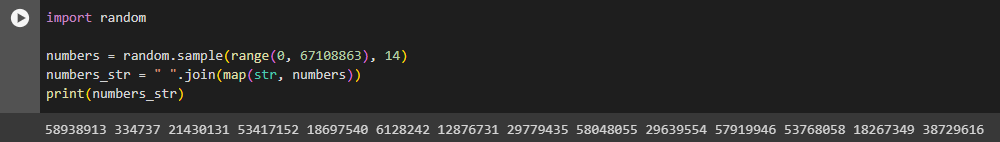 import random
numbers = random.sample(range(0, 67108863), 14)
numbers_str = " ".join(map(str, numbers))
print(numbers_str)
58938913 334737 21430131 53417152 18697540 6128242 12876731 29779435 58048055 29639554 57919946 53768058 18267349 38729616